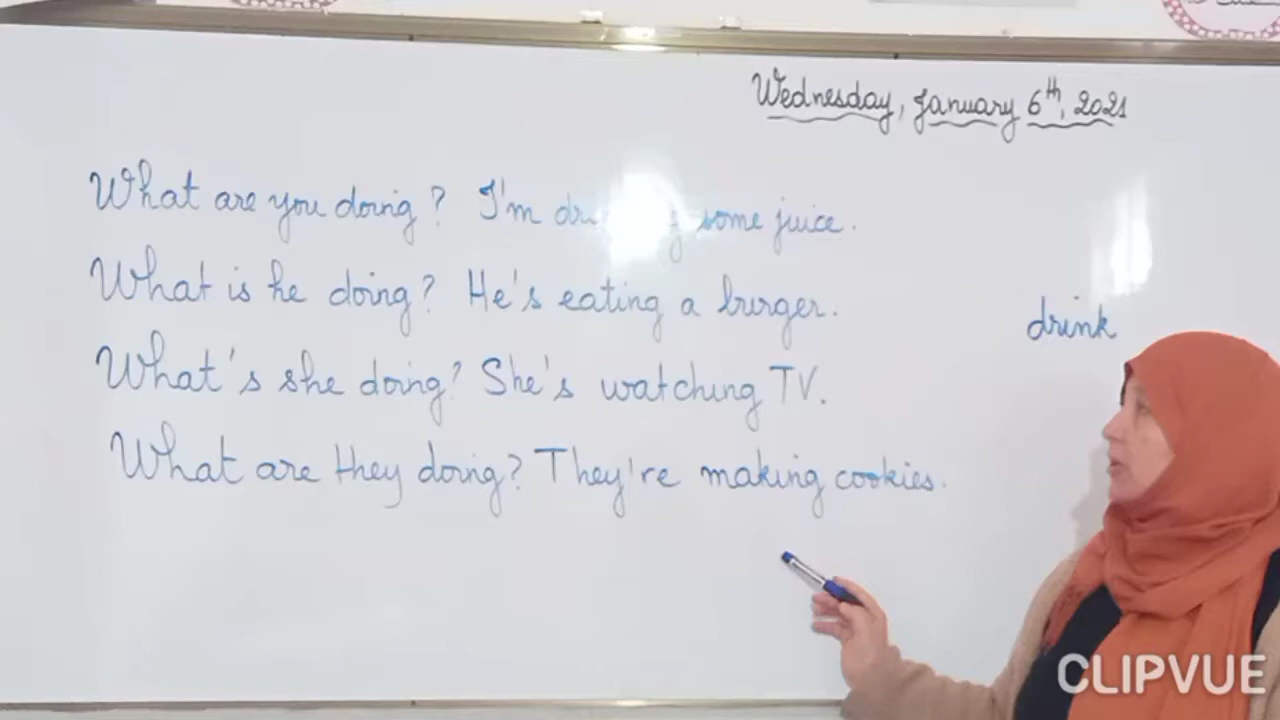 Wednesday, January 6th, 2021
What are you doing? I'm some juice.
What is he doing? He's eating a burger.
drink
What's she doing? She's watching TV.
What are they doing? They're making cookies.
CLIPVUE